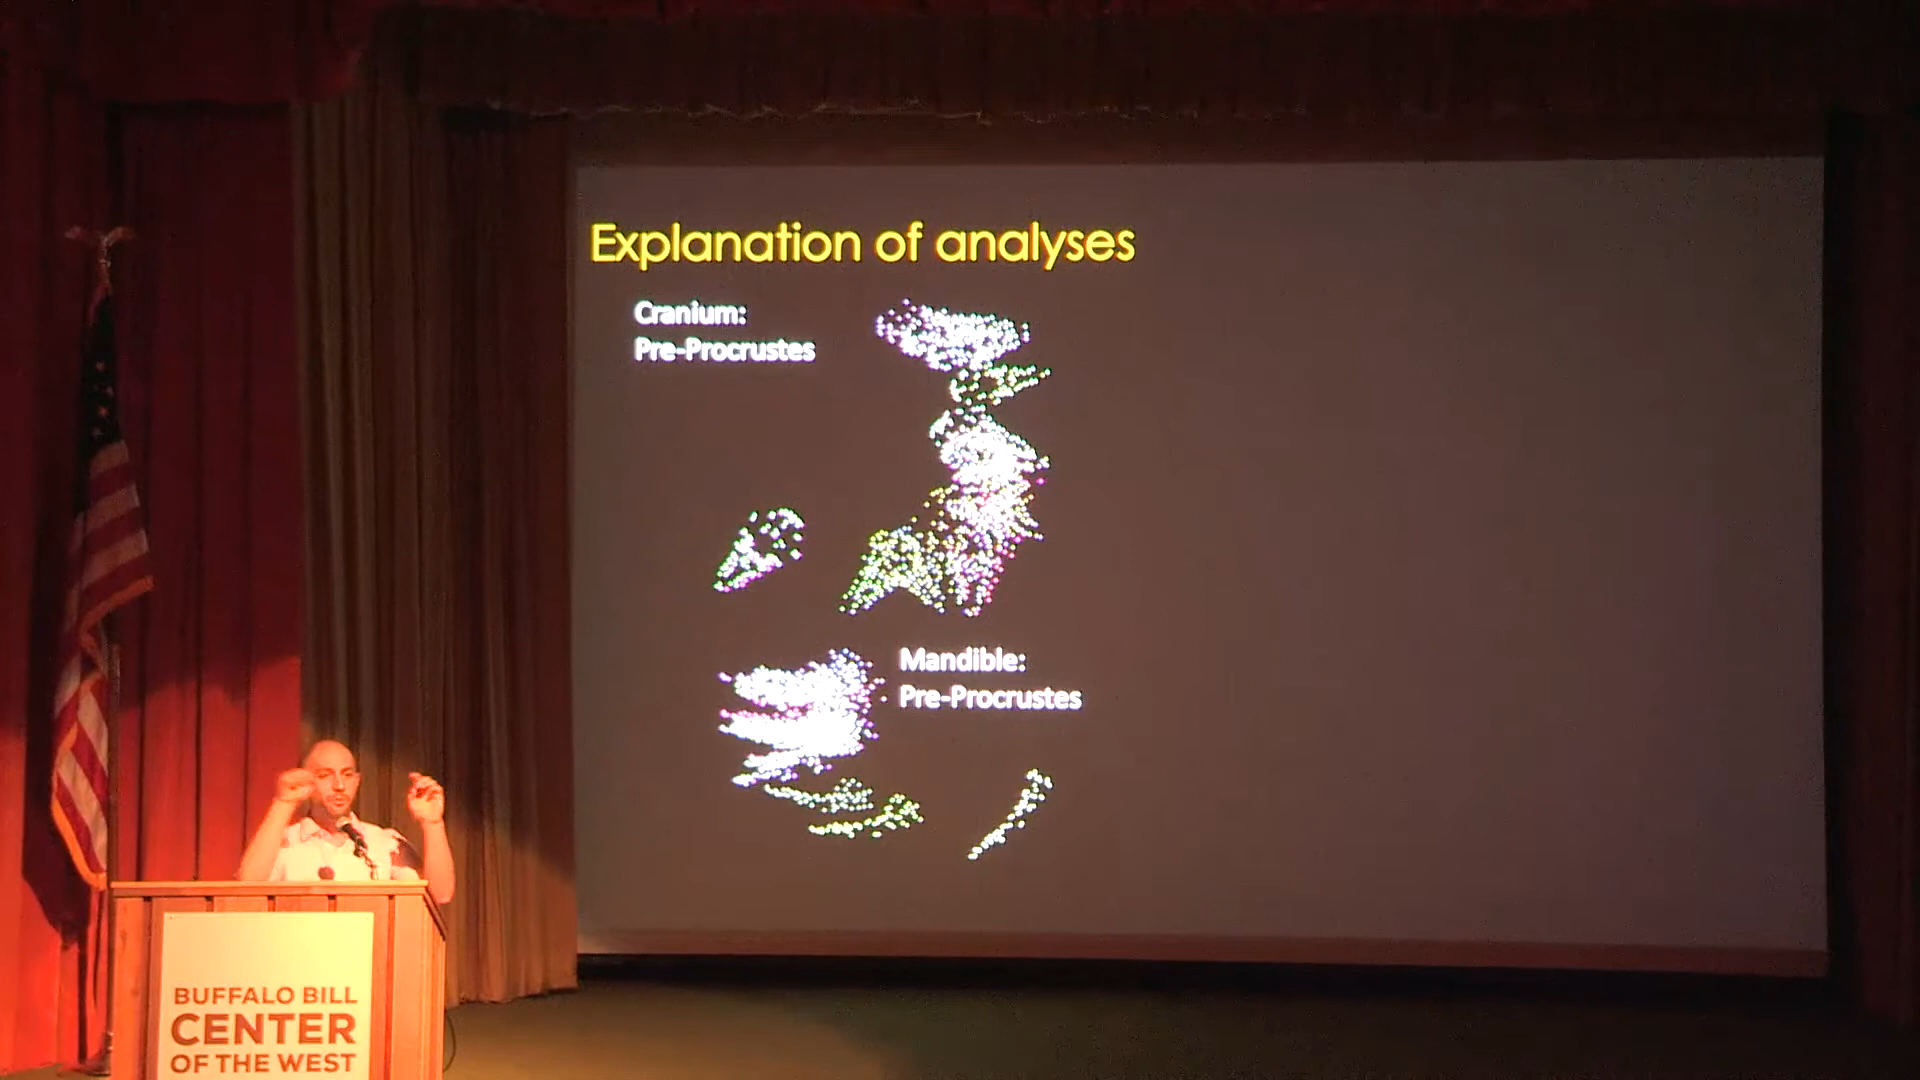 Explanation of analyses
Cranium:
Pre-Procrustes
Mandible:
Pre-Procrustes
BUFFALO BILL
CENTER
OF THE WEST